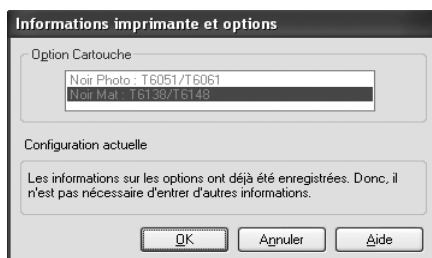 Informations imprimante et options
Option Cartouche
Noir Photo : T6051/T6061
Noir Mat : T6138/T6148
Configuration actuelle
Les informations sur les options ont déjà été enregistrées. Donc, il
n'est pas nécessaire d'entrer d'autres informations.
OK Annuler Aide